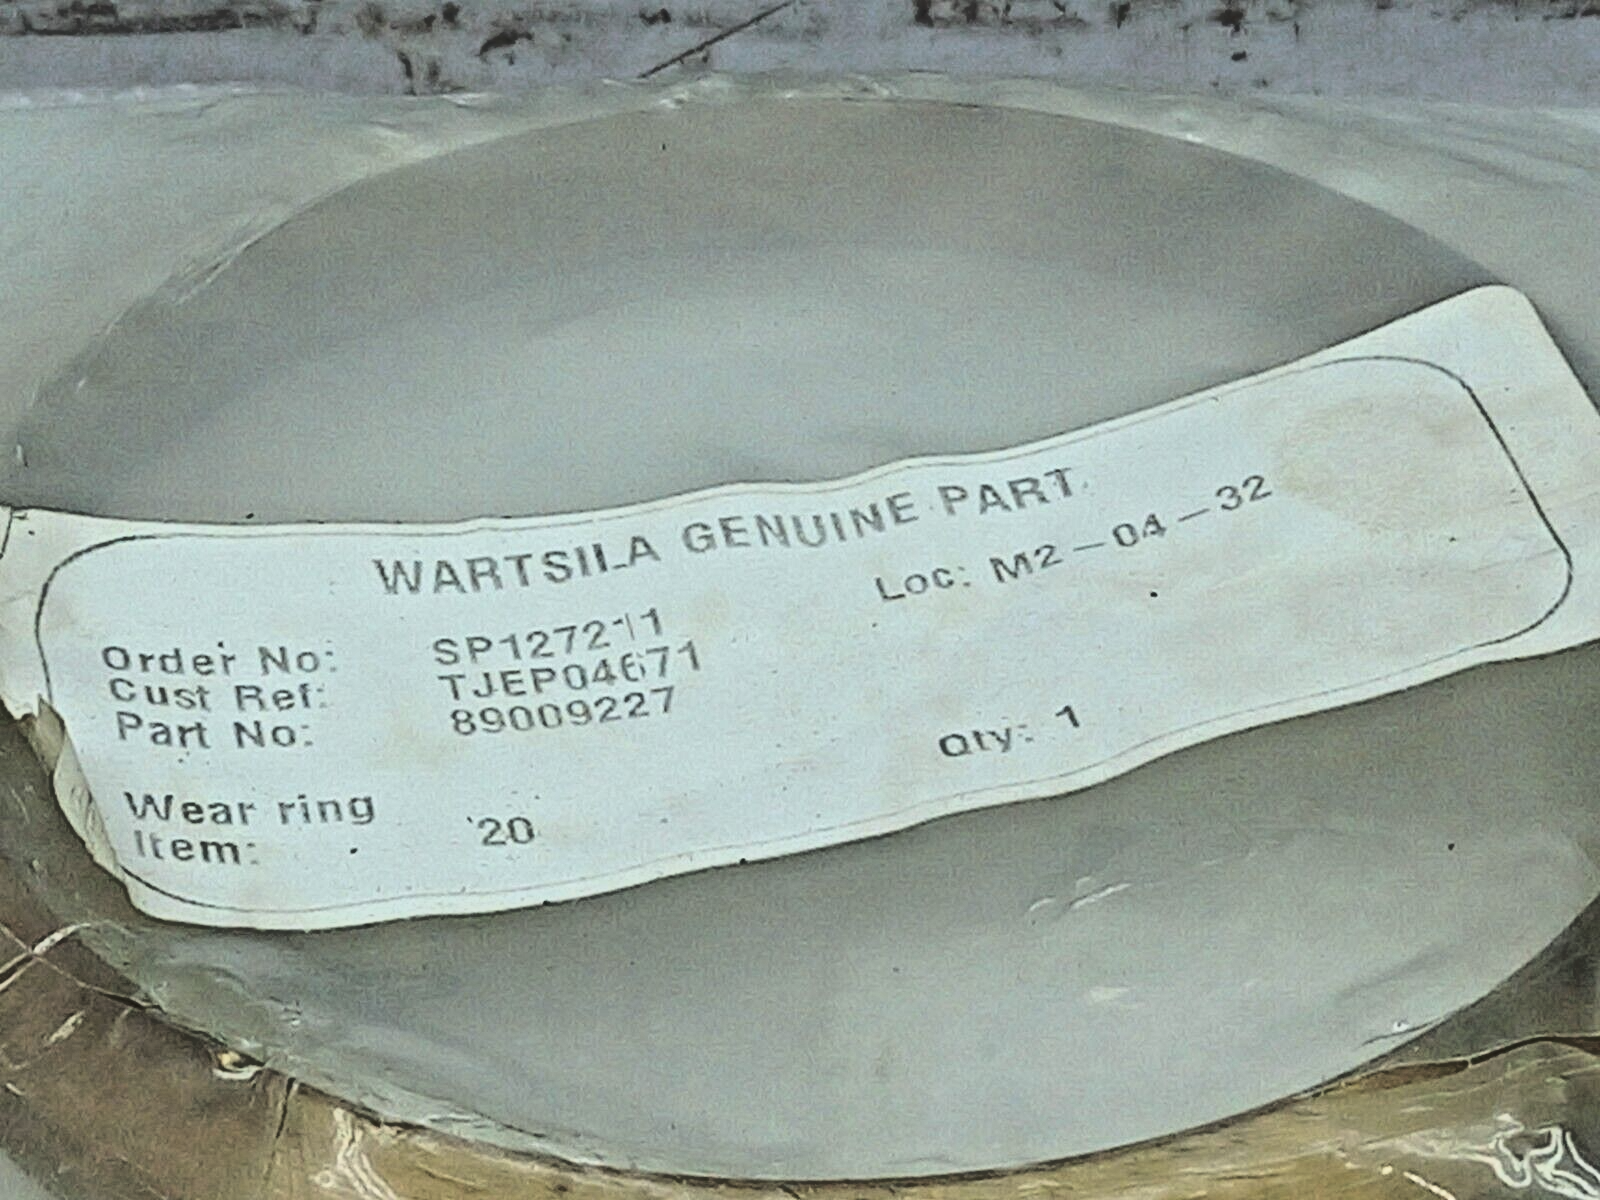 WARTSILA GENUINE PART
Loc: M2-04-32
Order No: SP127211
Cust Ref: TJEP04671
Part No: 89009227
Qty: 1
Wear ring
Item: 20